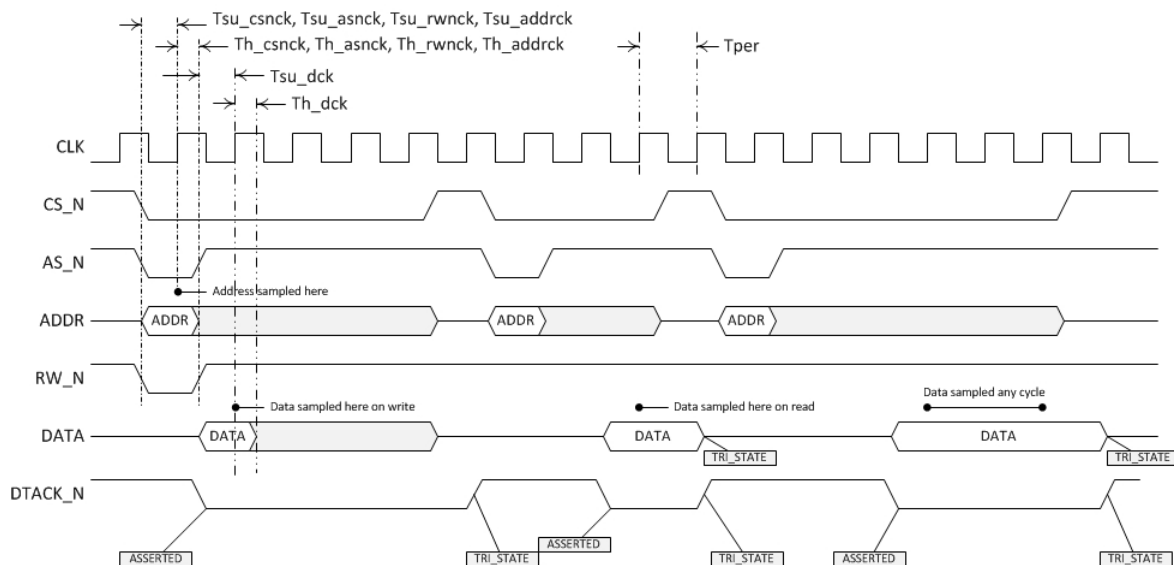 Tsu_csnck, Tsu_asnck, Tsu_rwnck, Tsu_addrck
Th_csnck, Th_asnck, Th_rwnck, Th_addrck
Tper
Tsu_dck
Th_dck
CLK
CS_N
AS_N
Address sampled here
ADDR
ADDR
ADDR
ADDR
RW_N
Data sampled here on write
Data sampled here on read
Data sampled any cycle
DATA
DATA
DATA
DATA
TRI_STATE
TRI_STATE
DTACK_N
ASSERTED
TRI_STATE
ASSERTED
TRI_STATE
ASSERTED
TRI_STATE